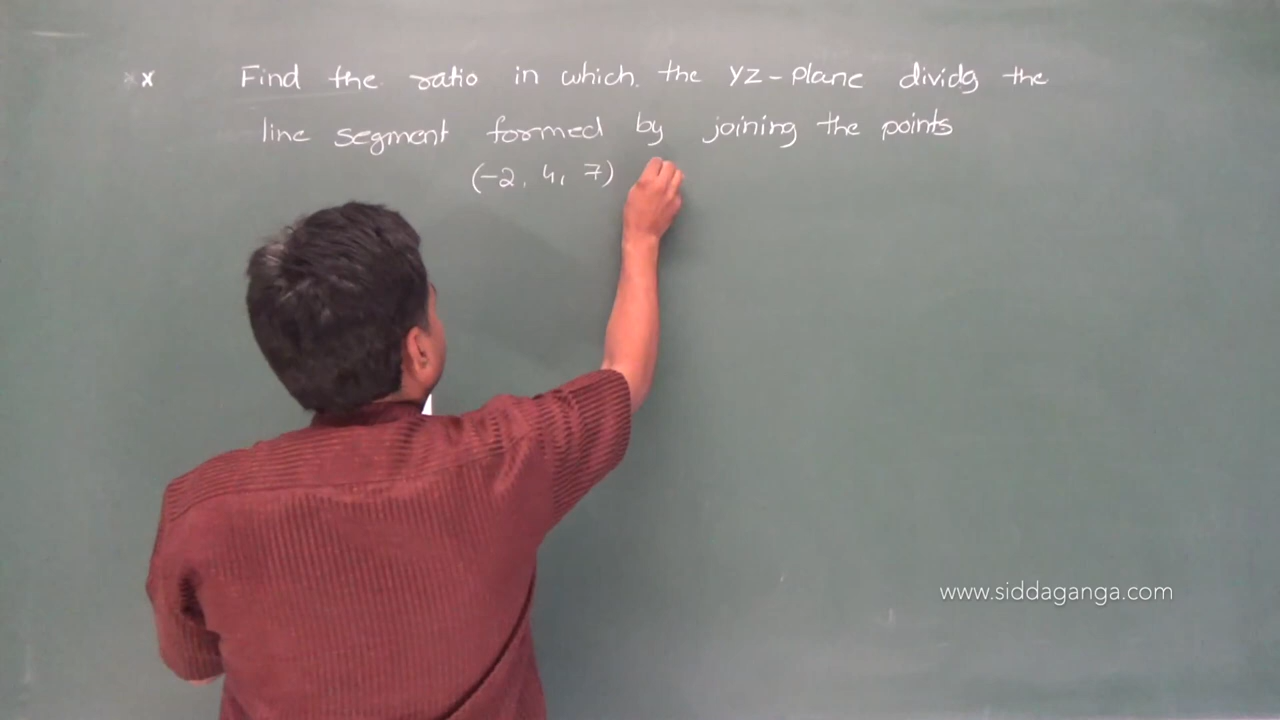 x Find the ratio in which the YZ-plane divids the
line segment formed by joining the points
(-2, 4, 7)
www.siddaganga.com